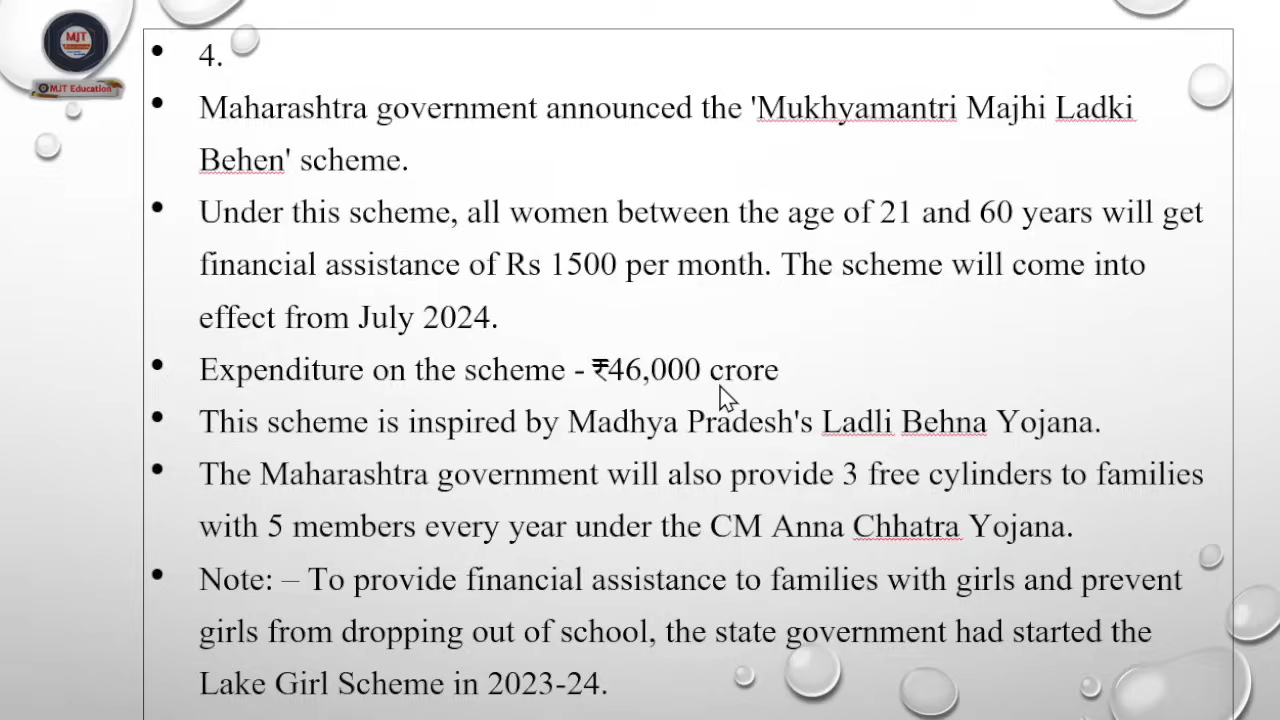 MJT
MJT Education
• 4.
• Maharashtra government announced the 'Mukhyamantri Majhi Ladki
Behen' scheme.
• Under this scheme, all women between the age of 21 and 60 years will get
financial assistance of Rs 1500 per month. The scheme will come into
effect from July 2024.
• Expenditure on the scheme - ₹46,000 crore
• This scheme is inspired by Madhya Pradesh's Ladli Behna Yojana.
• The Maharashtra government will also provide 3 free cylinders to families
with 5 members every year under the CM Anna Chhatra Yojana.
• Note: – To provide financial assistance to families with girls and prevent
girls from dropping out of school, the state government had started the
Lake Girl Scheme in 2023-24.